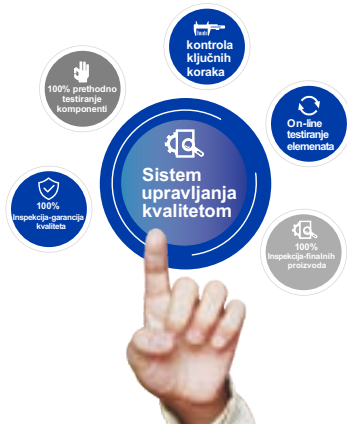 kontrola
ključnih
koraka
100% prethodno
testiranje
komponenti
On-line
testiranje
elemenata
Sistem
upravljanja
kvalitetom
100%
Inspekcija-garancija
kvaliteta
100%
Inspekcija-finalnih
proizvoda